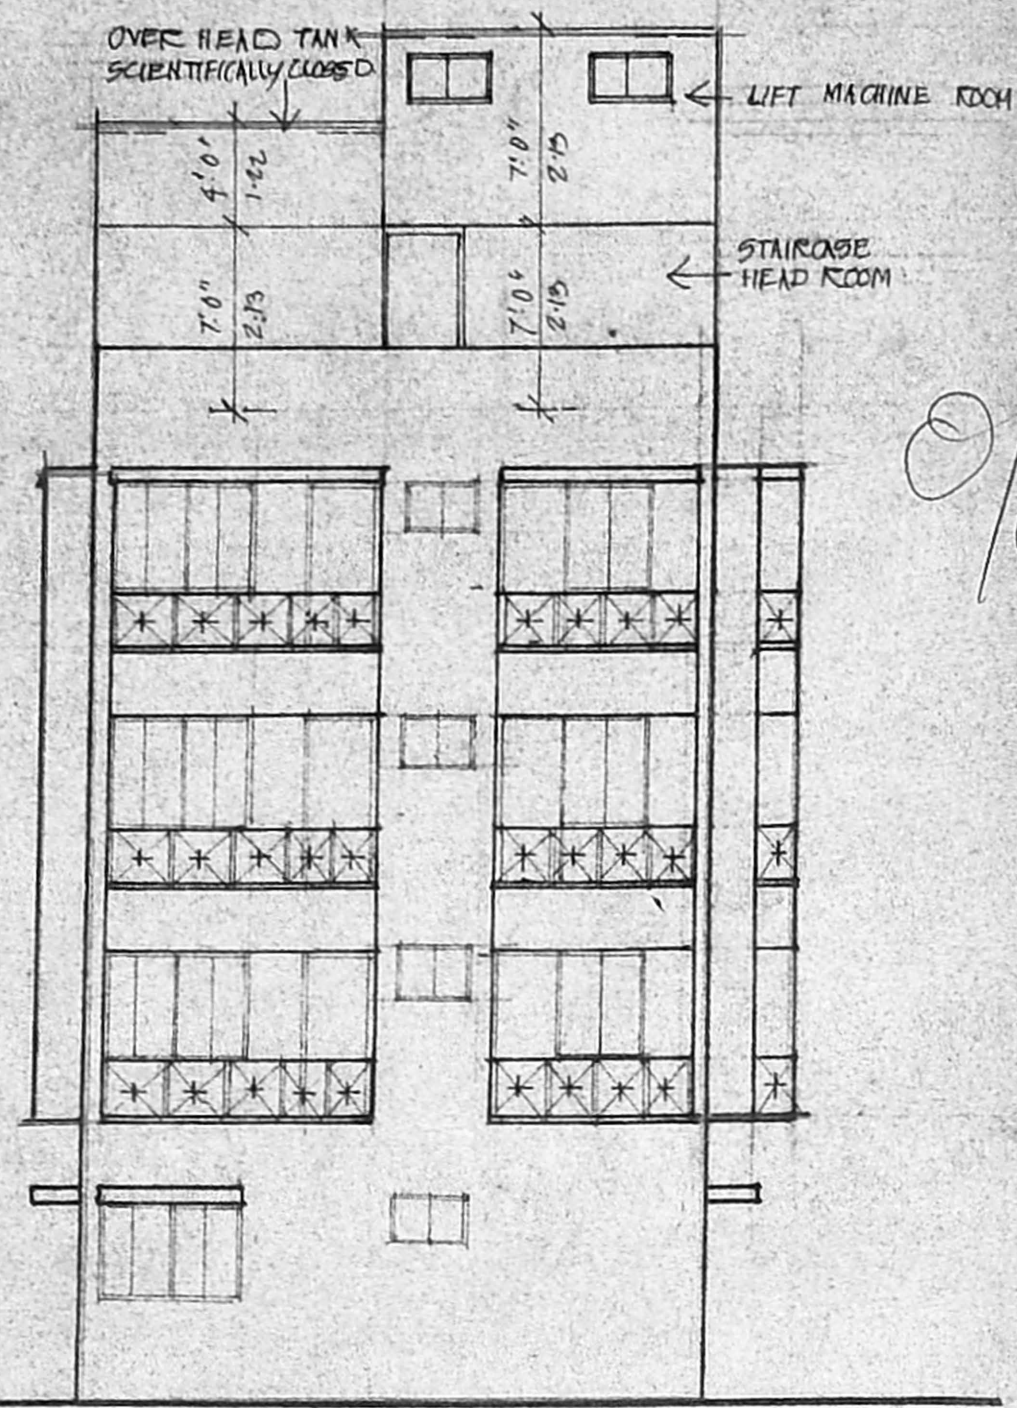 OVER HEAD TANK
SCIENTIFICALLY CLOSED
LIFT MACHINE ROOM
4'0"
1.22
7'.0"
2.13
STAIRCASE
HEAD ROOM
7'0"
2.13
7'.0"
2.13